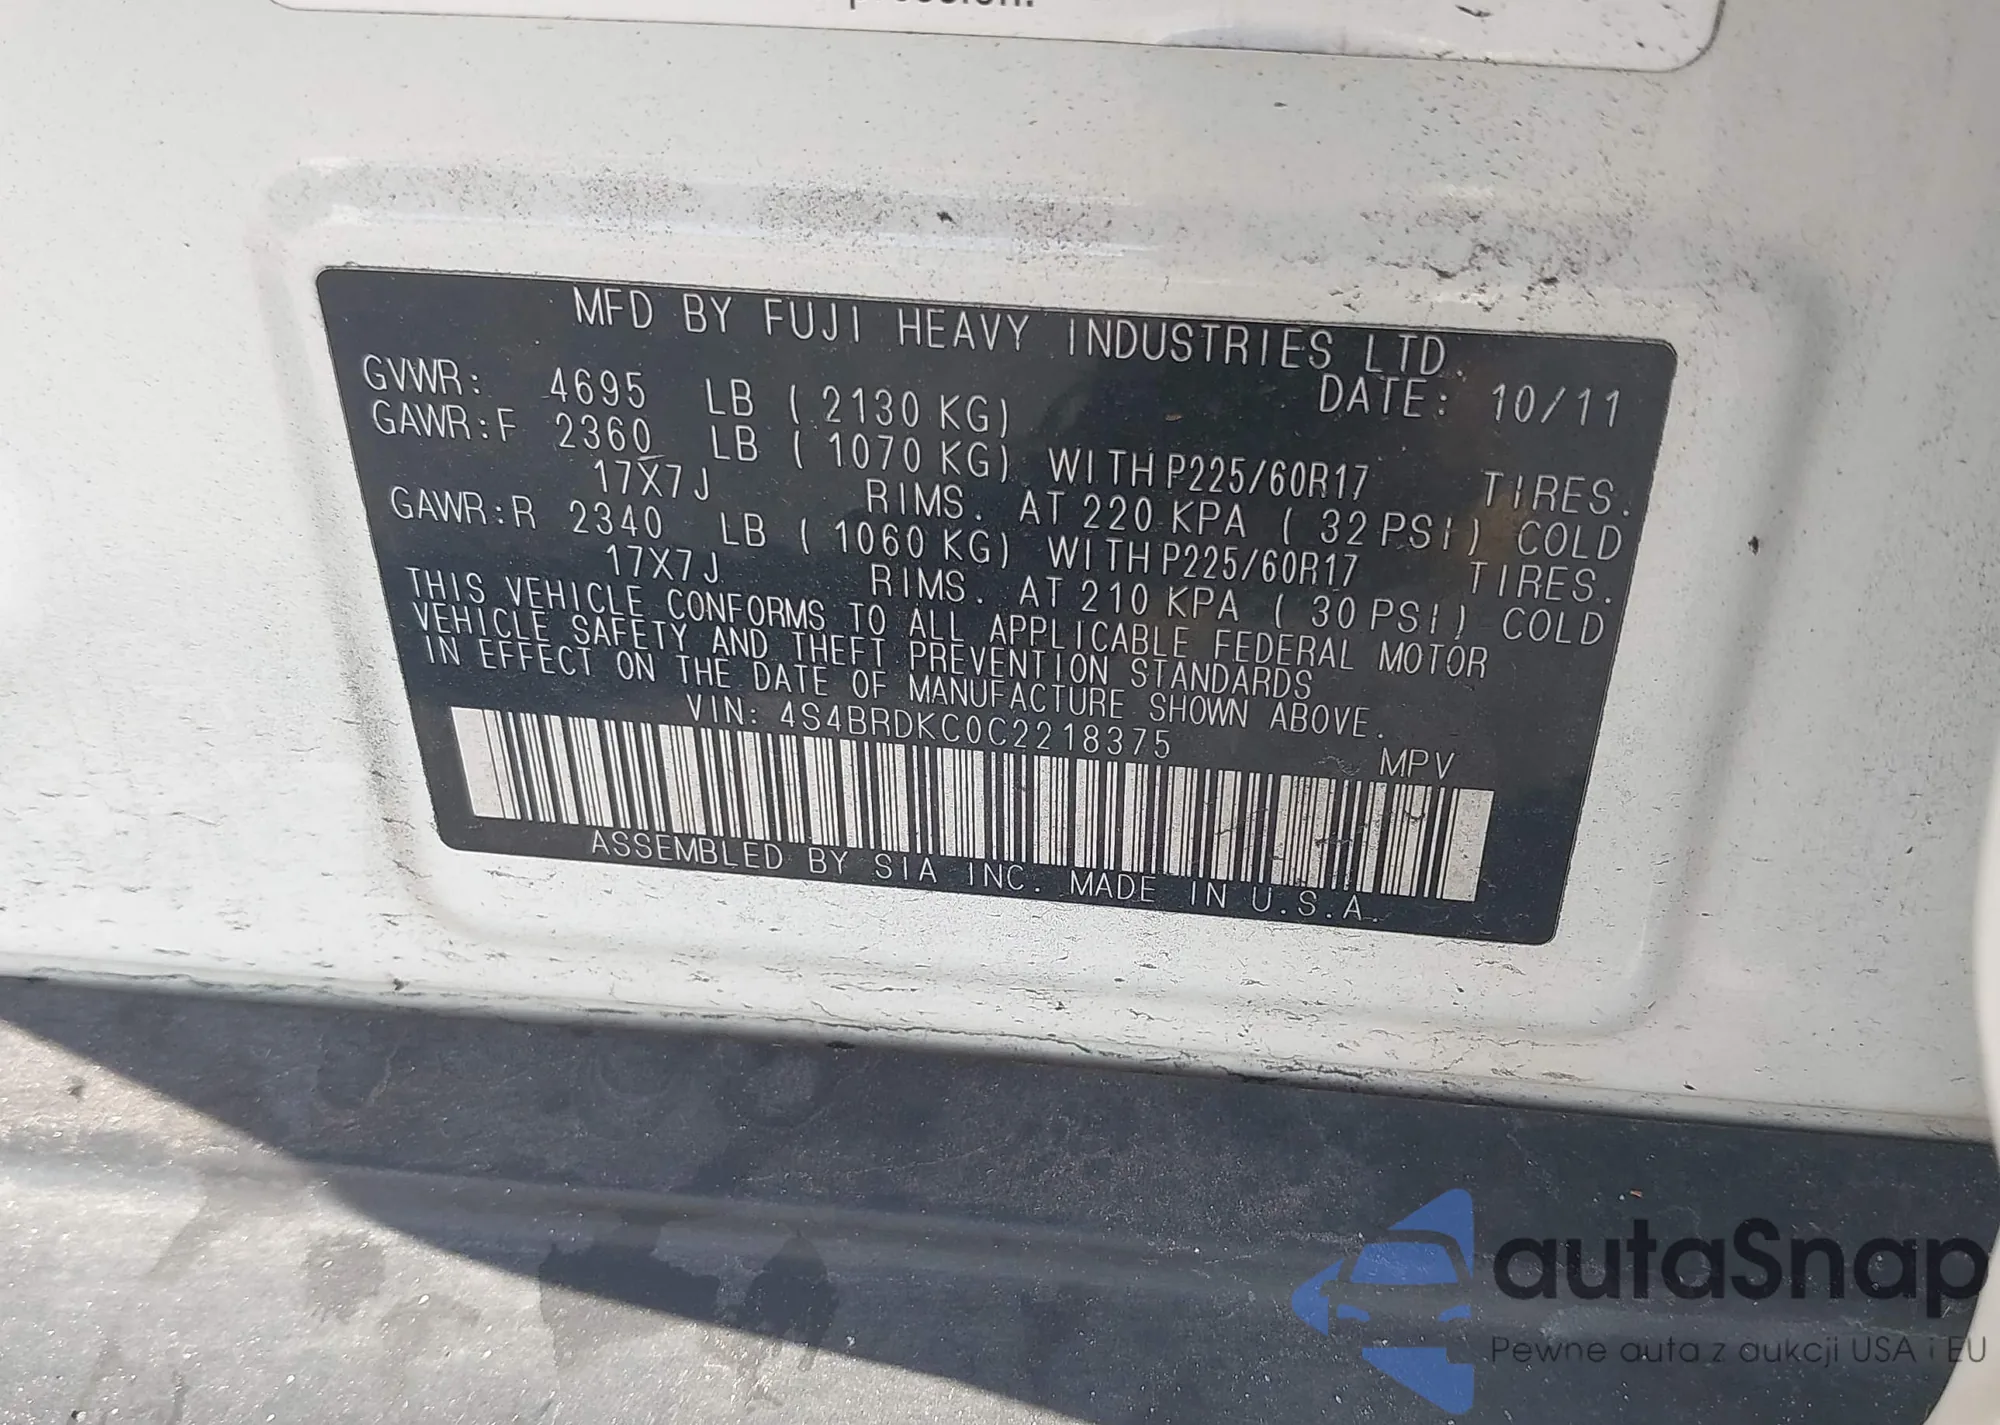 MFD BY FUJI HEAVY INDUSTRIES LTD.
DATE: 10/11
GVWR: 4695 LB (2130 KG)
GAWR:F 2360 LB (1070 KG) WITH P225/60R17 TIRES.
17X7J RIMS. AT 220 KPA (32 PSI) COLD
GAWR:R 2340 LB (1060 KG) WITH P225/60R17 TIRES.
17X7J RIMS. AT 210 KPA (30 PSI) COLD
THIS VEHICLE CONFORMS TO ALL APPLICABLE FEDERAL MOTOR
VEHICLE SAFETY AND THEFT PREVENTION STANDARDS
IN EFFECT ON THE DATE OF MANUFACTURE SHOWN ABOVE.
VIN: 4S4BRDKC0C2218375
MPV
ASSEMBLED BY SIA INC. MADE IN U.S.A.
autaSnap
Pewne auta z aukcji USA i EU